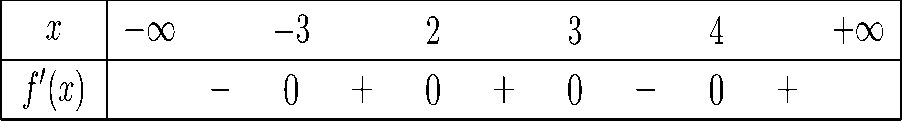 x −∞ −3 2 3 4 +∞
f′(x) − 0 + 0 + 0 − 0 +